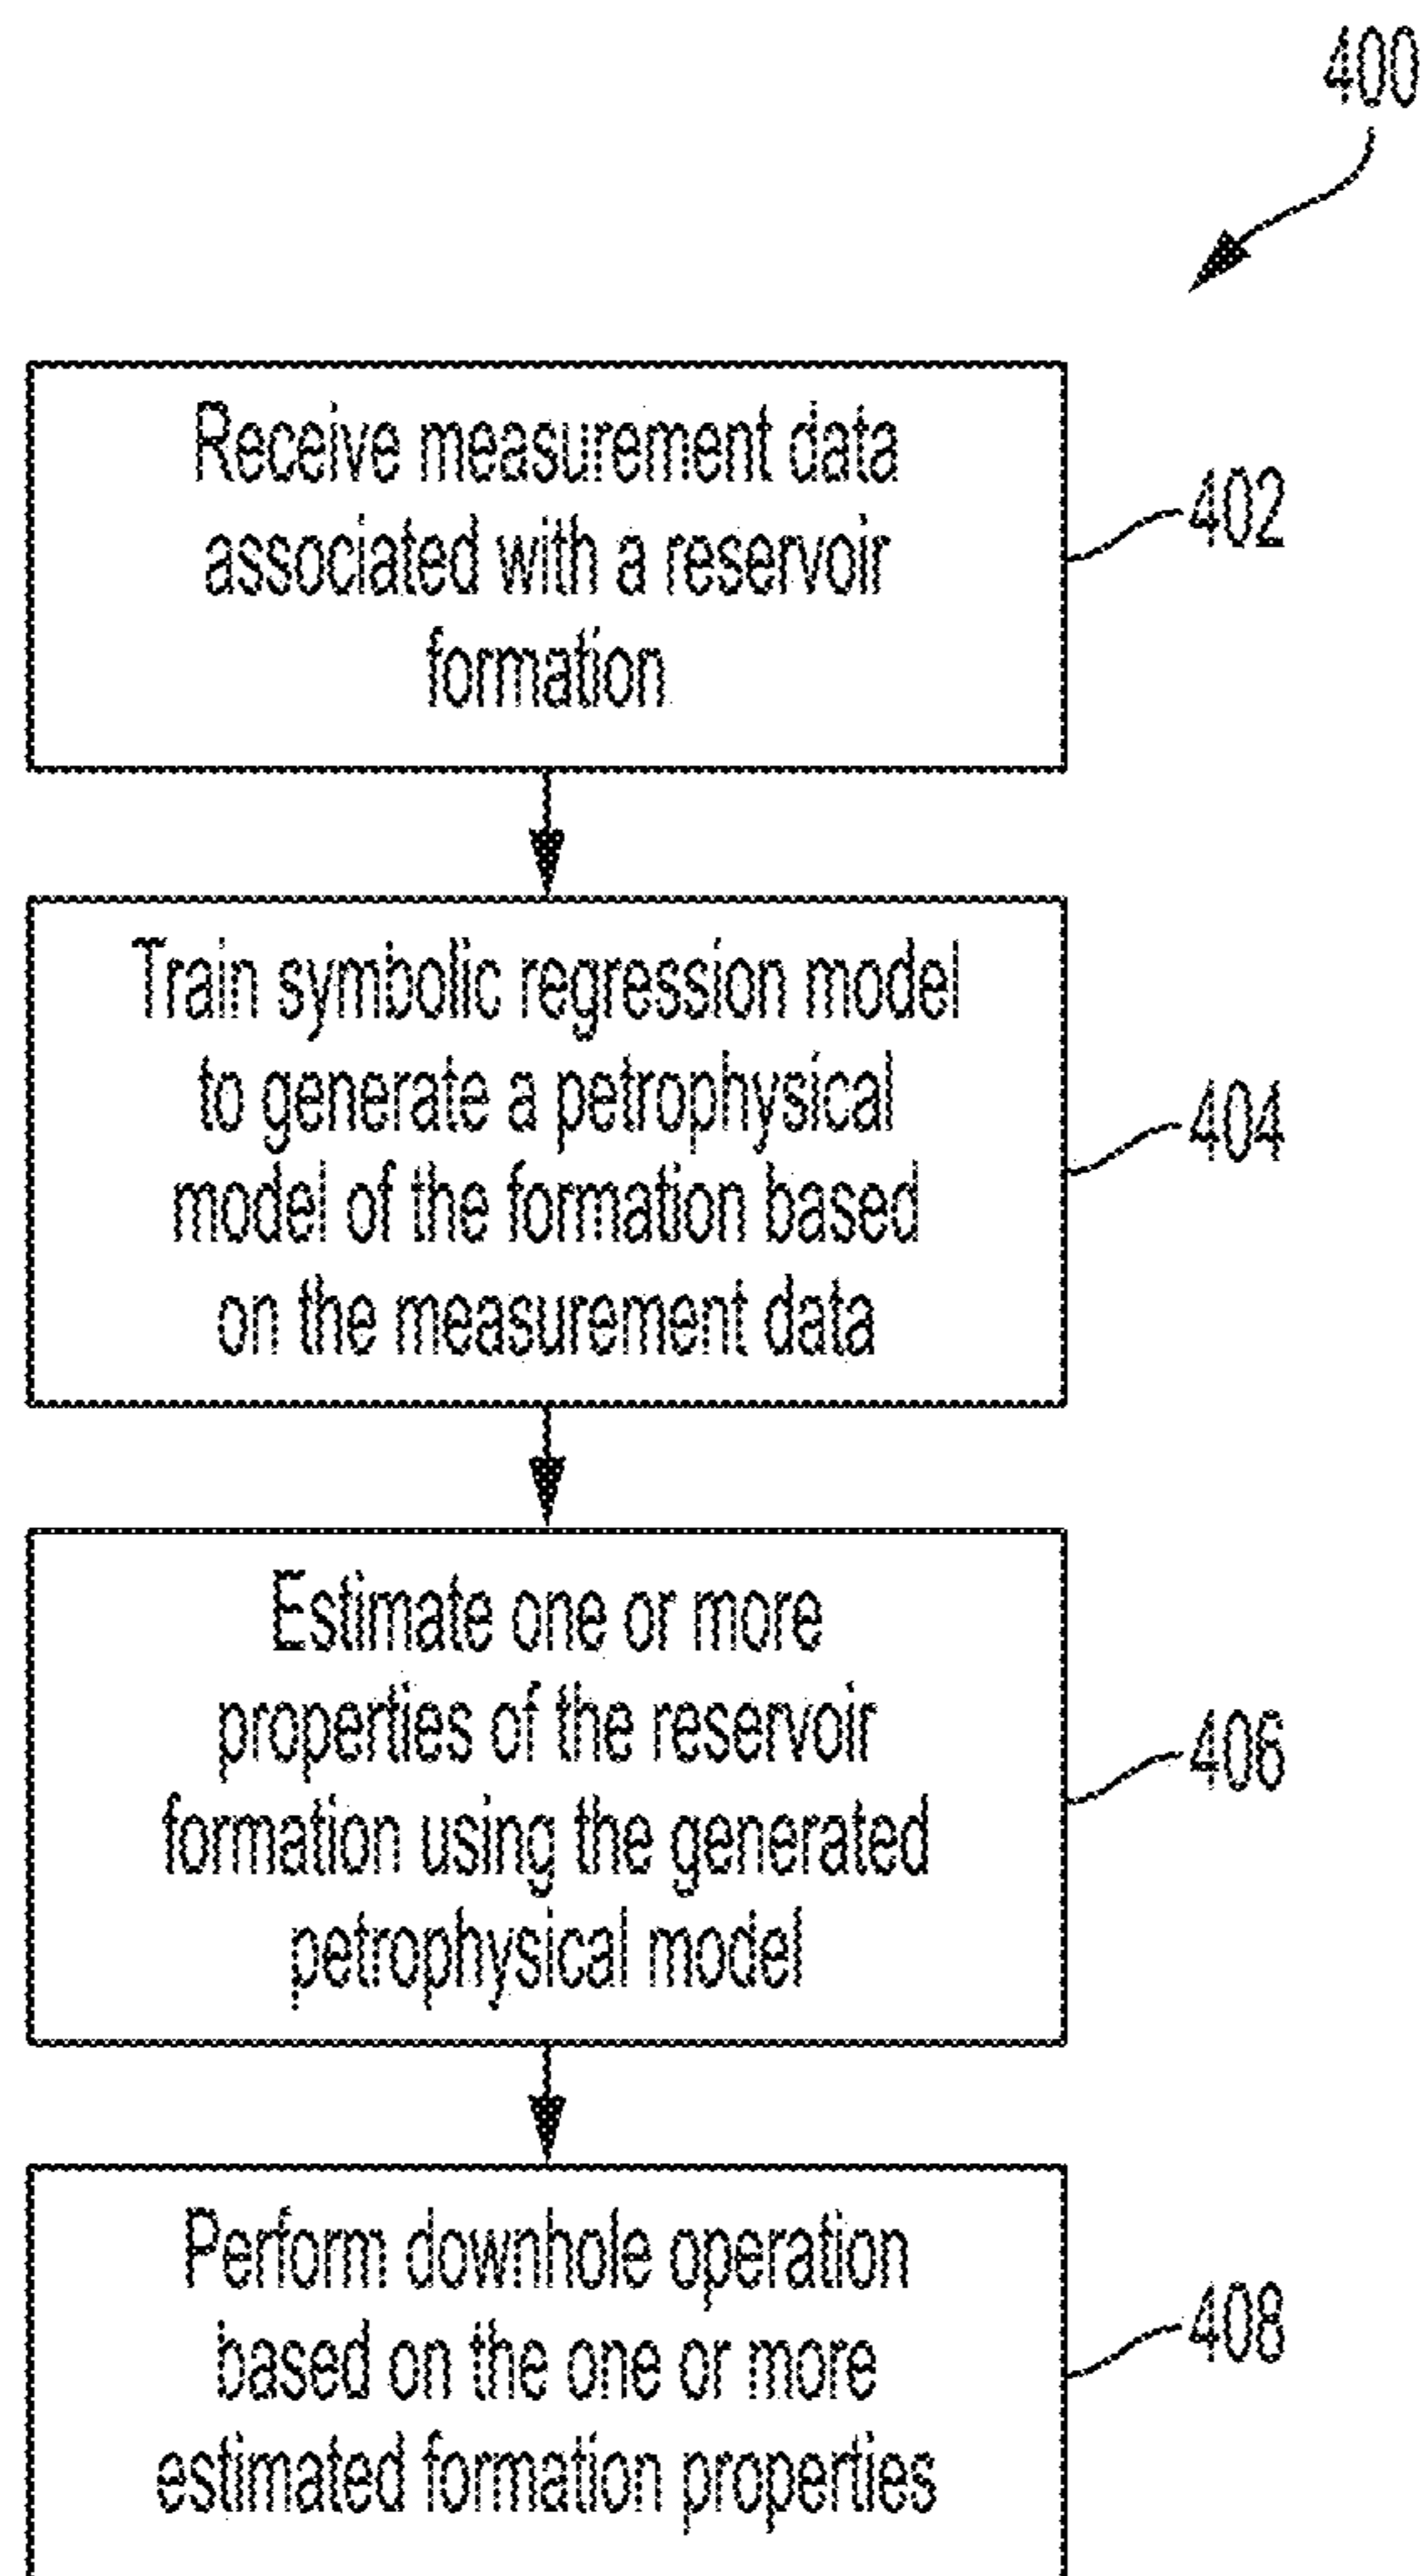 400
Receive measurement data
associated with a reservoir
formation
402
Train symbolic regression model
to generate a petrophysical
model of the formation based
on the measurement data
404
Estimate one or more
properties of the reservoir
formation using the generated
petrophysical model
406
Perform downhole operation
based on the one or more
estimated formation properties
408